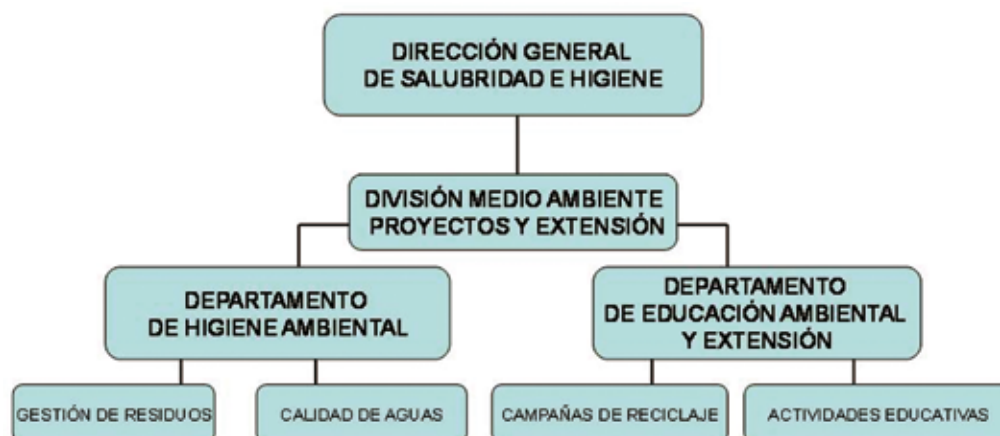 DIRECCIÓN GENERAL
DE SALUBRIDAD E HIGIENE
DIVISIÓN MEDIO AMBIENTE
PROYECTOS Y EXTENSIÓN
DEPARTAMENTO
DE HIGIENE AMBIENTAL
DEPARTAMENTO
DE EDUCACIÓN AMBIENTAL
Y EXTENSIÓN
GESTIÓN DE RESIDUOS
CALIDAD DE AGUAS
CAMPAÑAS DE RECICLAJE
ACTIVIDADES EDUCATIVAS